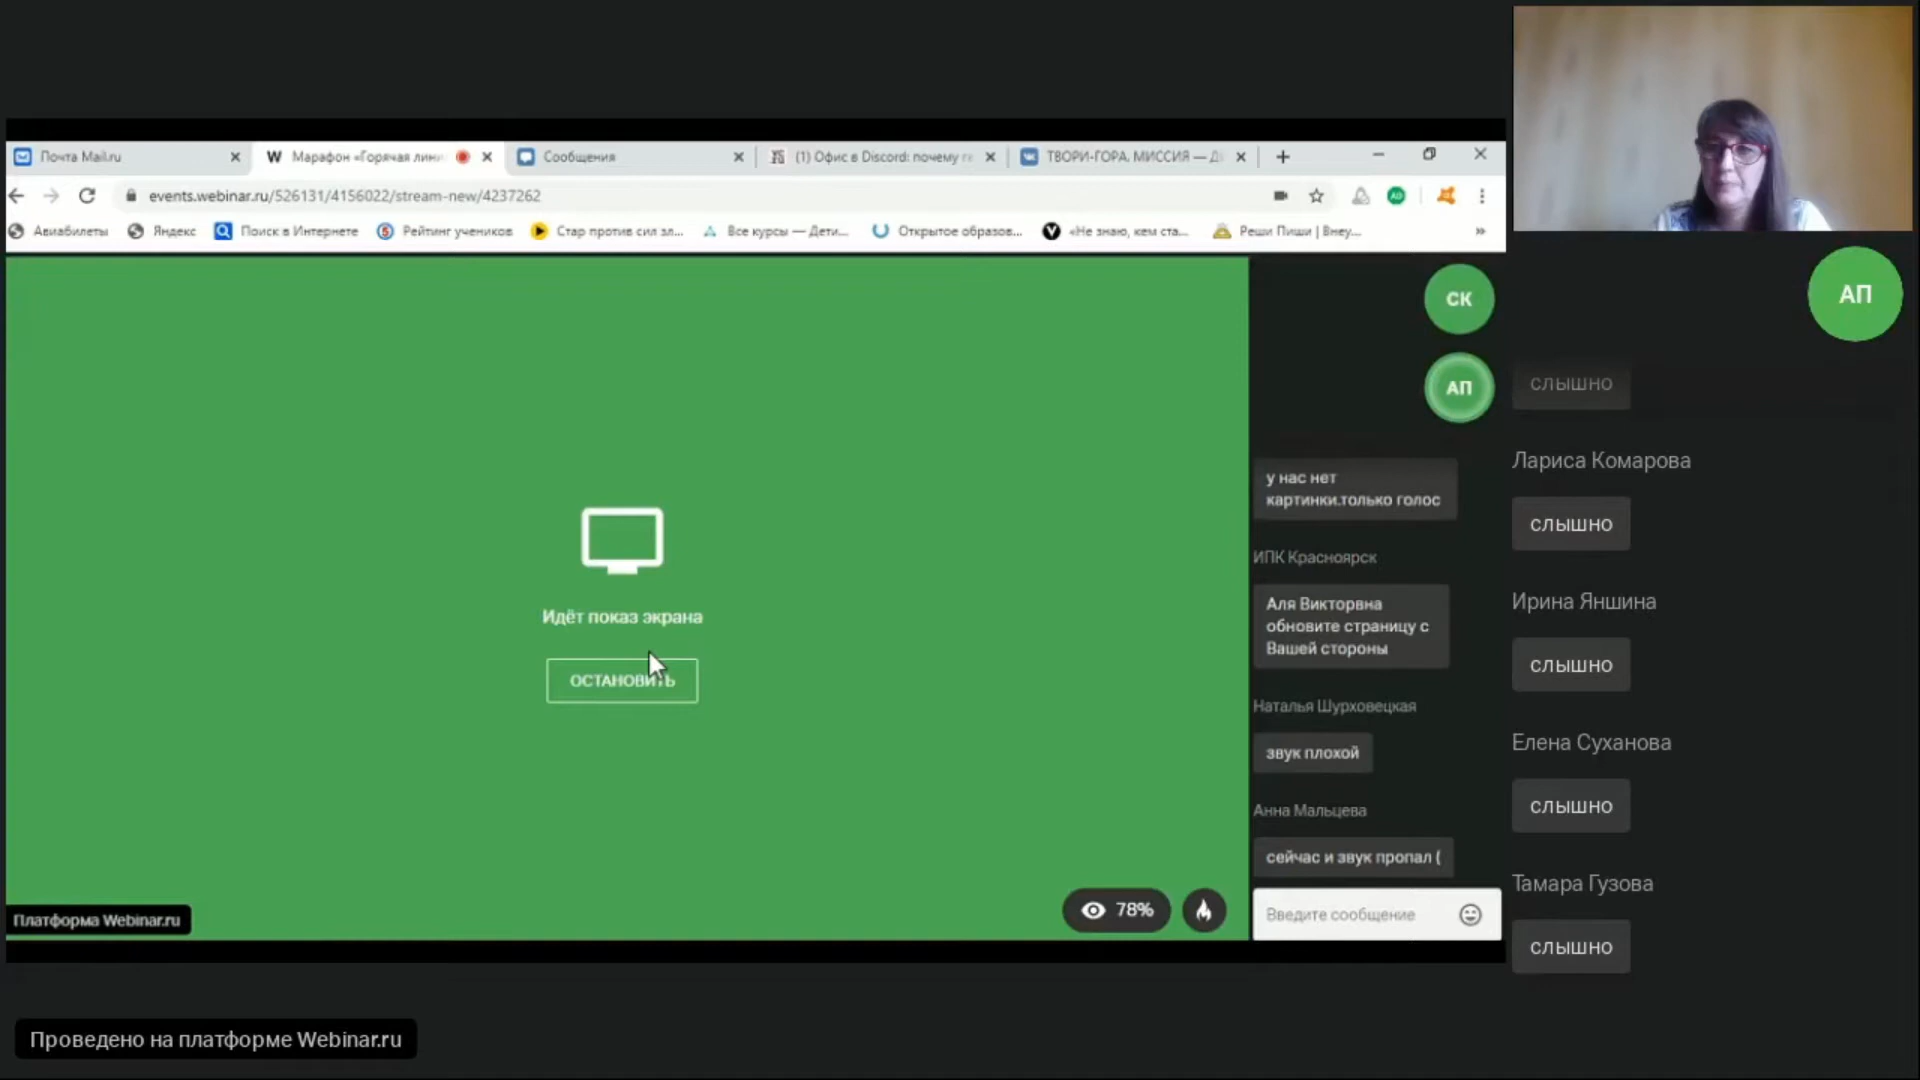 Почта Mail.ru
Марафон «Горячая лини
Сообщения
(1) Офис в Discord: почему
ТВОРИ-ГОРА, МИССИЯ — Д
events.webinar.ru/526131/4156022/stream-new/4237262
Авиабилеты
Яндекс
Поиск в Интернете
Рейтинг учеников
Стар против сил зл...
Все курсы — Дети...
Открытое образов...
«Не знаю, кем ста...
Реши Пиши | Внеу...
Идёт показ экрана
ОСТАНОВИТЬ
Платформа Webinar.ru
78%
СК
АП
у нас нет
картинки.только голос
ИПК Красноярск
Аля Викторвна
обновите страницу с
Вашей стороны
Наталья Шурховецкая
звук плохой
Анна Мальцева
сейчас и звук пропал (
Введите сообщение
АП
слышно
Лариса Комарова
слышно
Ирина Яншина
слышно
Елена Суханова
слышно
Тамара Гузова
слышно
Проведено на платформе Webinar.ru